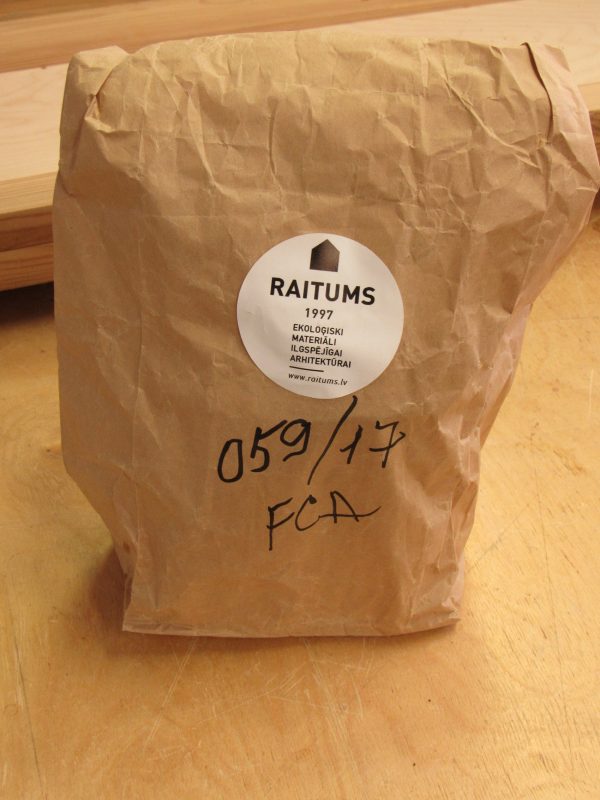 RAITUMS
1997
EKOLOĢISKI
MATERIĀLI
ILGSPĒJĪGAI
ARHITEKTŪRAI
www.raitums.lv
059/17
FCA